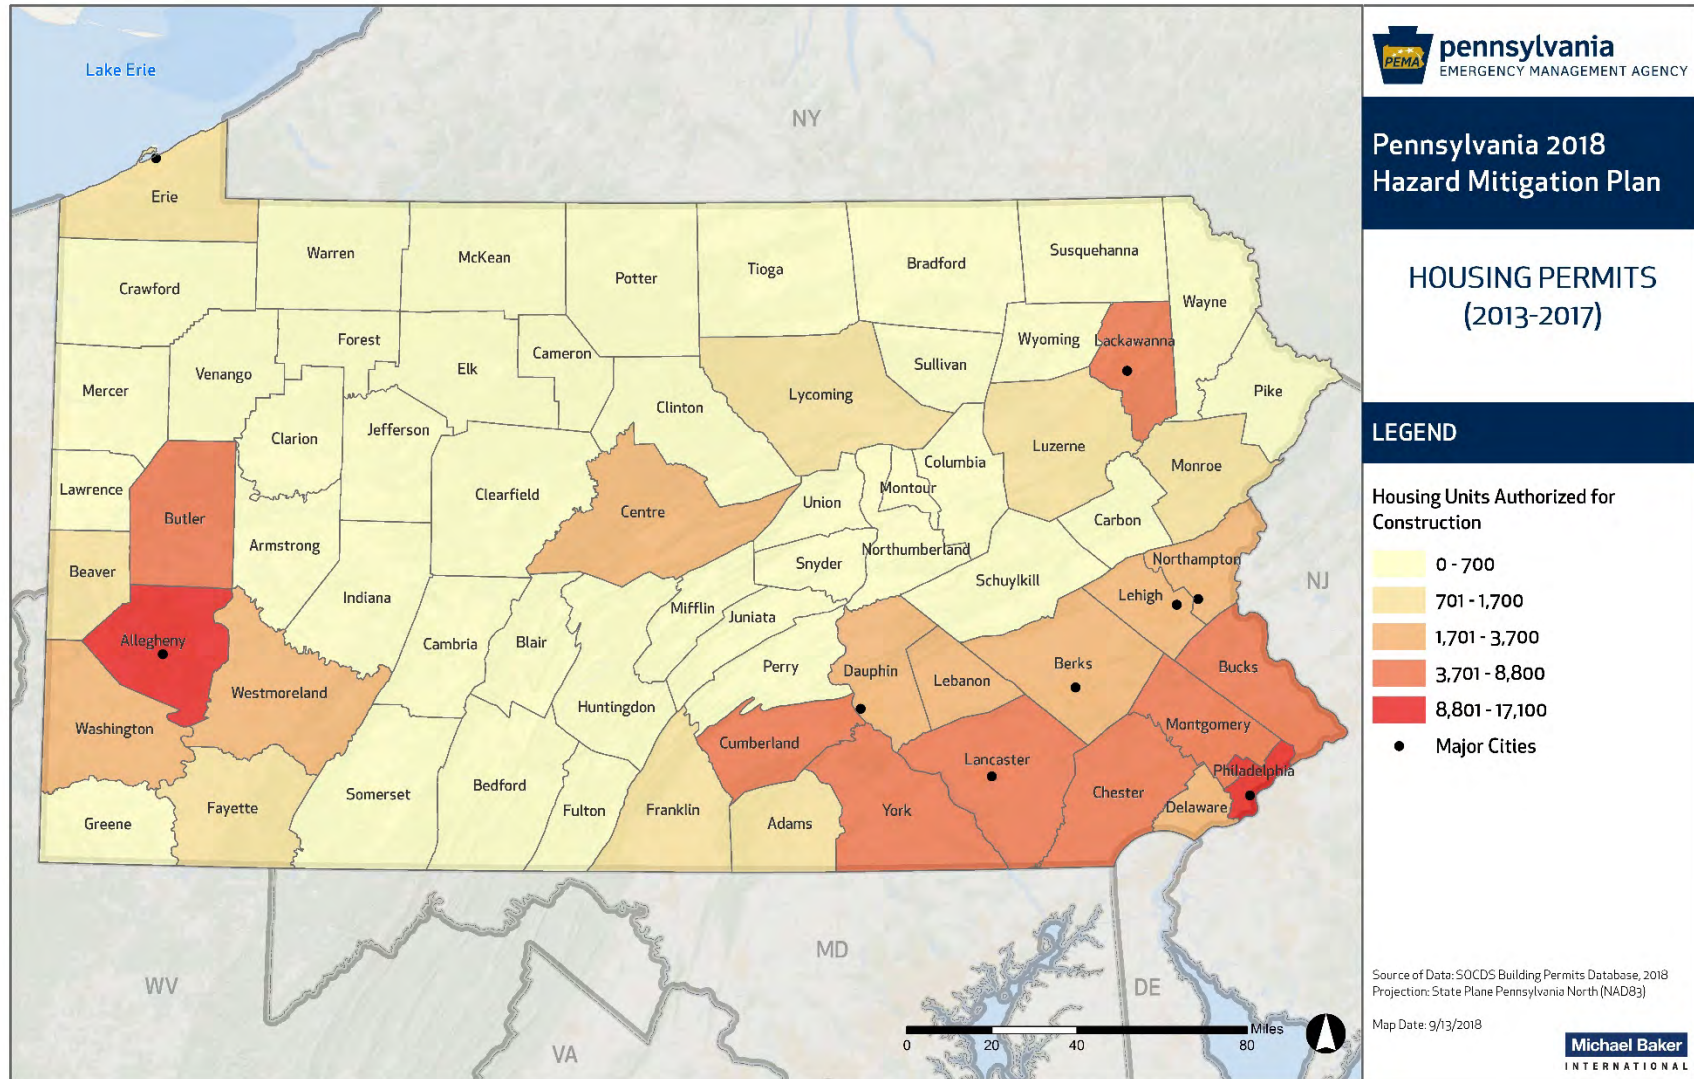 Lake Erie
NY
Erie
Warren
McKean
Potter
Tioga
Bradford
Susquehanna
Crawford
Wayne
Forest
Cameron
Wyoming
Lackawanna
Mercer
Venango
Elk
Sullivan
Pike
Lycoming
Clinton
Clarion
Jefferson
Luzerne
Columbia
Monroe
Lawrence
Clearfield
Montour
Union
Butler
Centre
Carbon
Armstrong
Northumberland
Northampton
Beaver
Snyder
Schuylkill
NJ
Indiana
Lehigh
Mifflin
Juniata
Allegheny
Cambria
Blair
Perry
Dauphin
Berks
Bucks
Lebanon
Westmoreland
Huntingdon
Washington
Cumberland
Montgomery
Lancaster
Philadelphia
Somerset
Bedford
Chester
Fayette
Fulton
Franklin
York
Delaware
Greene
Adams
MD
WV
DE
VA
Miles
0 20 40 80
PEMA
pennsylvania
EMERGENCY MANAGEMENT AGENCY
Pennsylvania 2018
Hazard Mitigation Plan
HOUSING PERMITS
(2013-2017)
LEGEND
Housing Units Authorized for
Construction
0 - 700
701 - 1,700
1,701 - 3,700
3,701 - 8,800
8,801 - 17,100
Major Cities
Source of Data: SOCDS Building Permits Database, 2018
Projection: State Plane Pennsylvania North (NAD83)
Map Date: 9/13/2018
Michael Baker
INTERNATIONAL